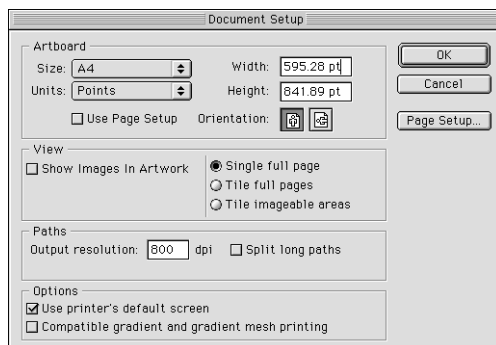 Document Setup
Artboard
Size: A4
Width: 595.28 pt
OK
Units: Points
Height: 841.89 pt
Cancel
Use Page Setup
Orientation:
Page Setup...
View
Show Images In Artwork
Single full page
Tile full pages
Tile imageable areas
Paths
Output resolution: 800 dpi
Split long paths
Options
Use printer's default screen
Compatible gradient and gradient mesh printing